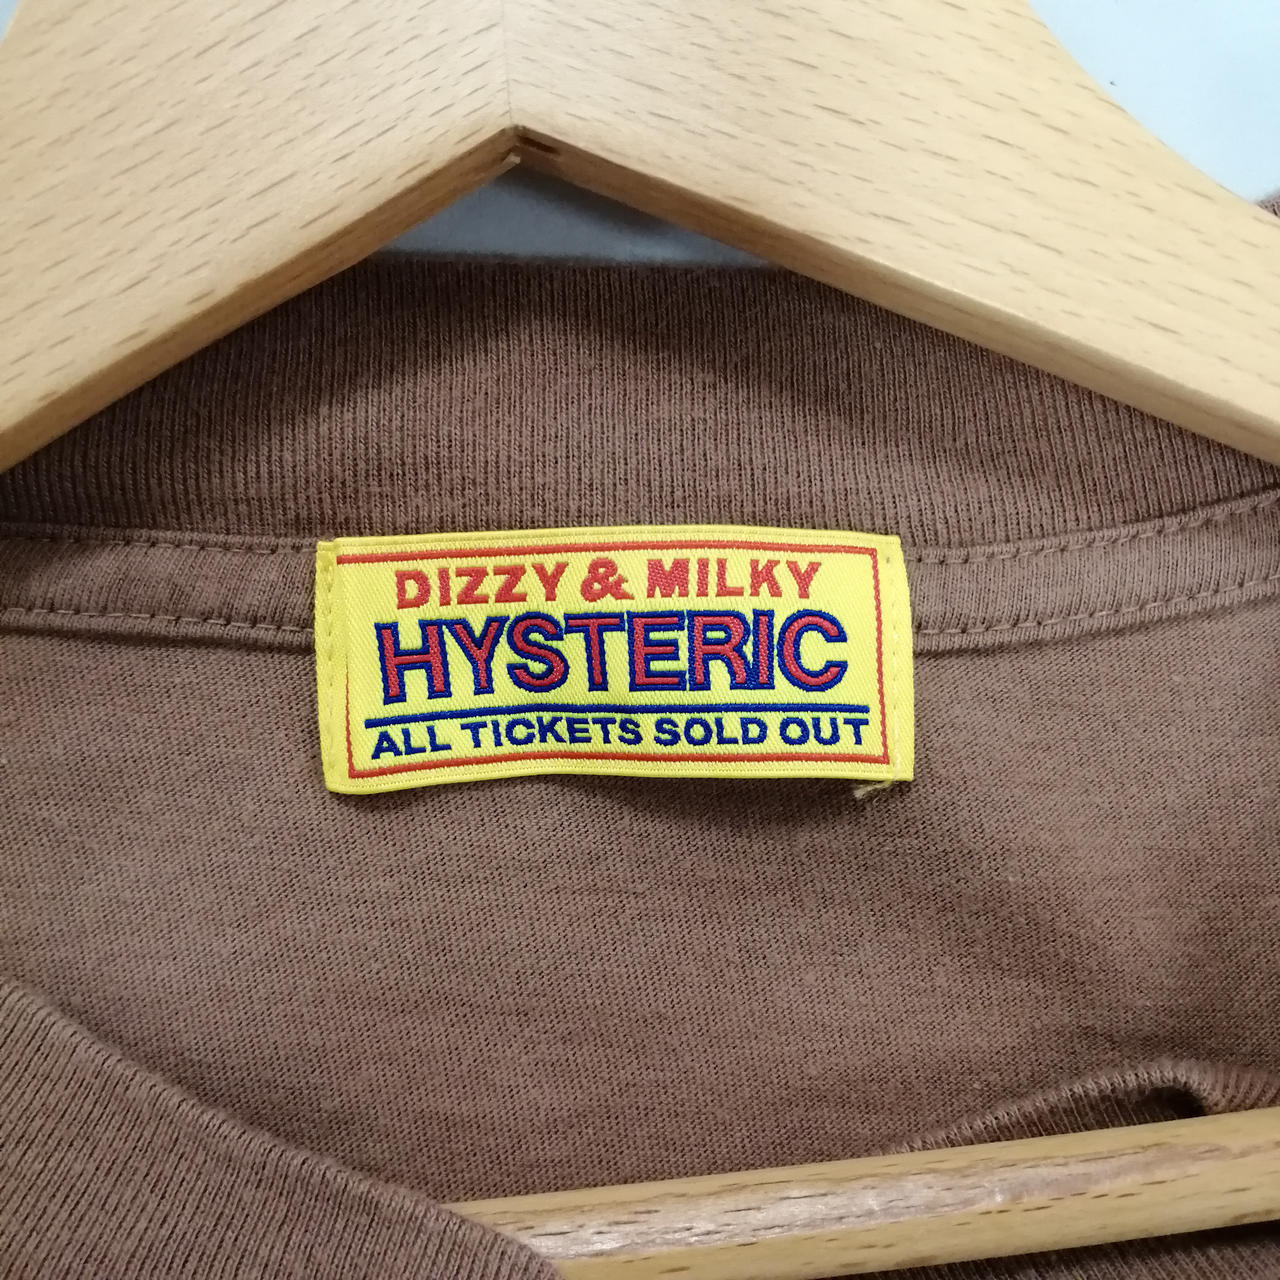 DIZZY & MILKY
HYSTERIC
ALL TICKETS SOLD OUT